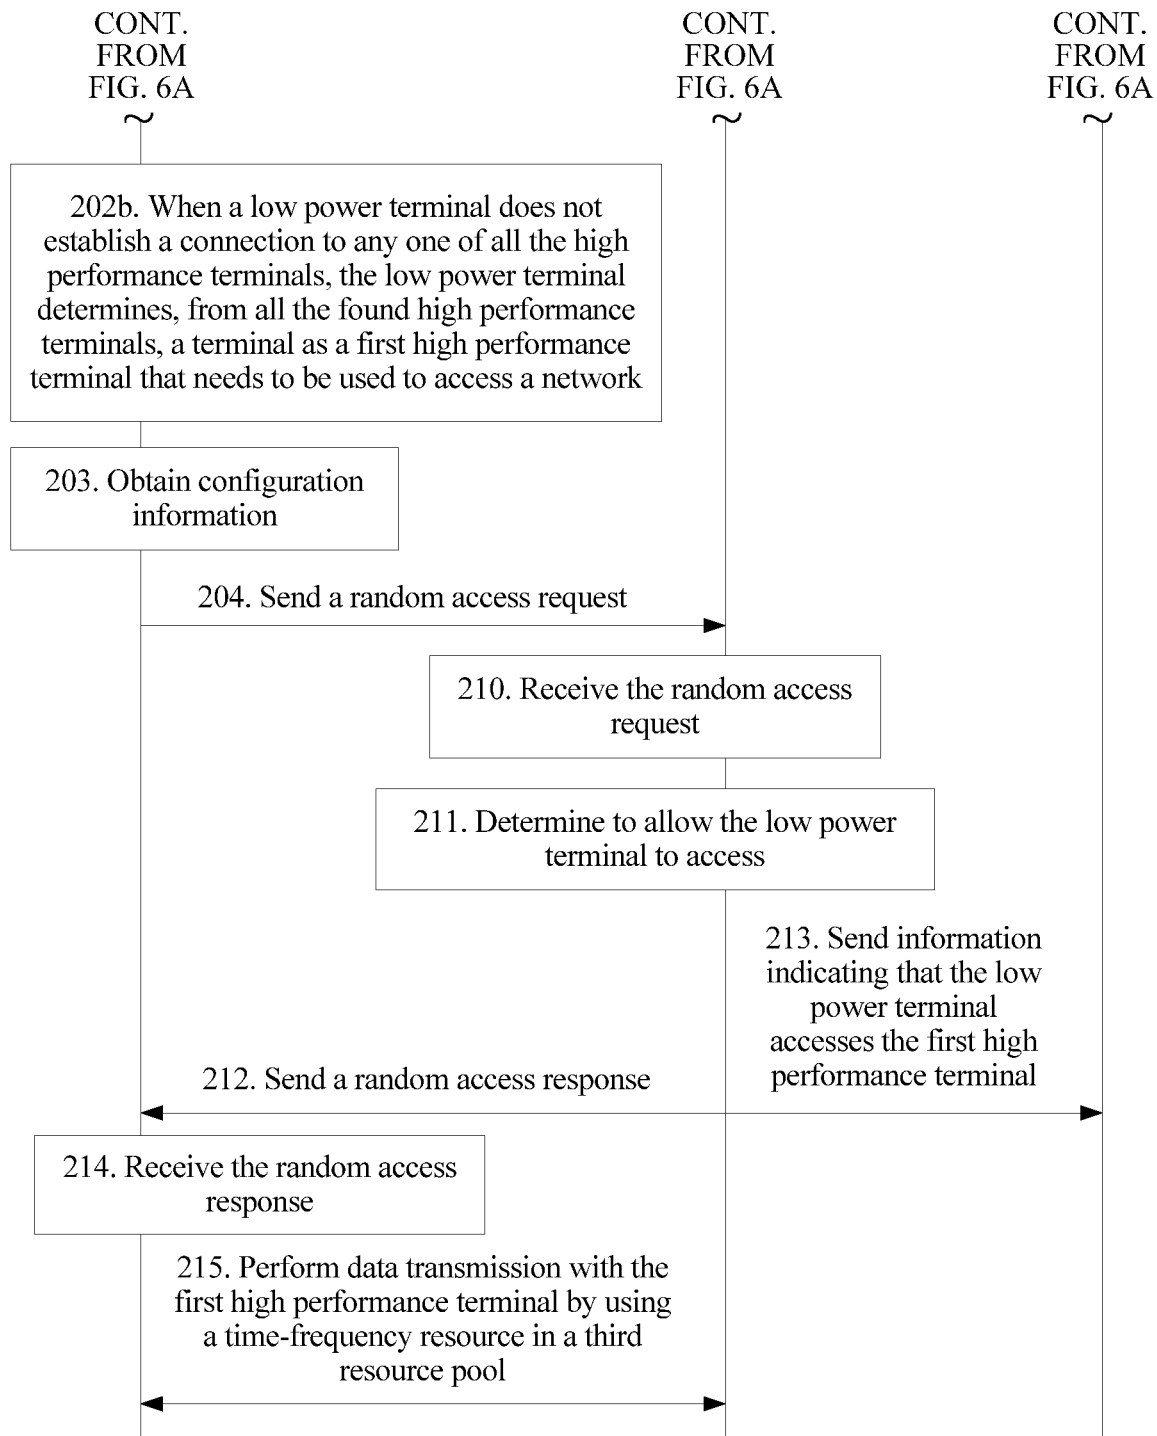 CONT.
FROM
FIG. 6A
CONT.
FROM
FIG. 6A
CONT.
FROM
FIG. 6A
202b. When a low power terminal does not
establish a connection to any one of all the high
performance terminals, the low power terminal
determines, from all the found high performance
terminals, a terminal as a first high performance
terminal that needs to be used to access a network
203. Obtain configuration
information
204. Send a random access request
210. Receive the random access
request
211. Determine to allow the low power
terminal to access
213. Send information
indicating that the low
power terminal
accesses the first high
performance terminal
212. Send a random access response
214. Receive the random access
response
215. Perform data transmission with the
first high performance terminal by using
a time-frequency resource in a third
resource pool